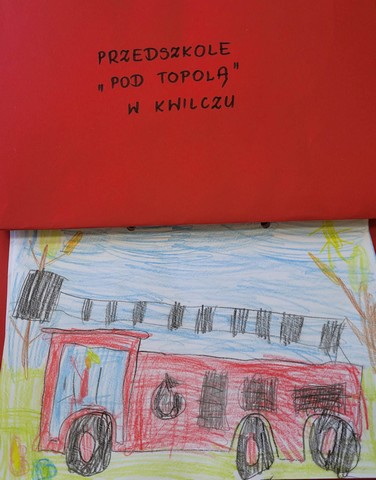 PRZEDSZKOLE
„POD TOPOLĄ"
W KWILCZU